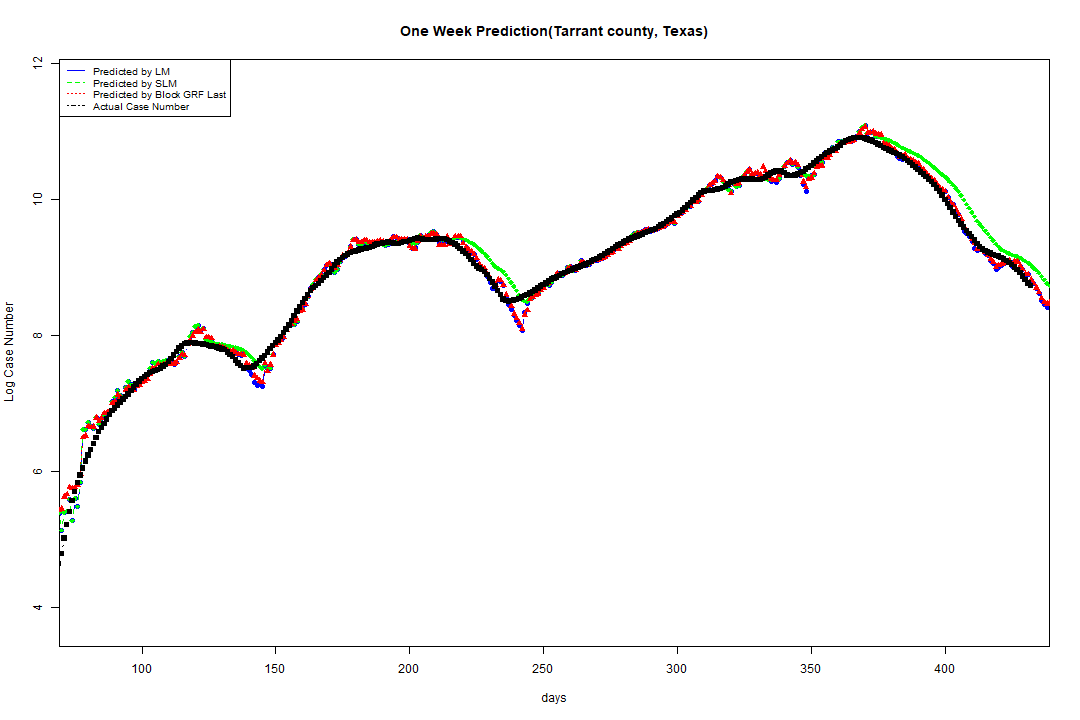 One Week Prediction(Tarrant county, Texas)
Predicted by LM
Predicted by SLM
Predicted by Block GRF Last
Actual Case Number
12
10
8
6
4
Log Case Number
100
150
200
250
300
350
400
days